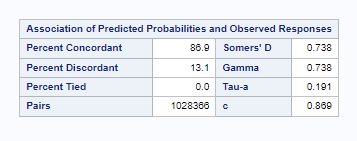 Association of Predicted Probabilities and Observed Responses
Percent Concordant 86.9 Somers' D 0.738
Percent Discordant 13.1 Gamma 0.738
Percent Tied 0.0 Tau-a 0.191
Pairs 1028366 c 0.869